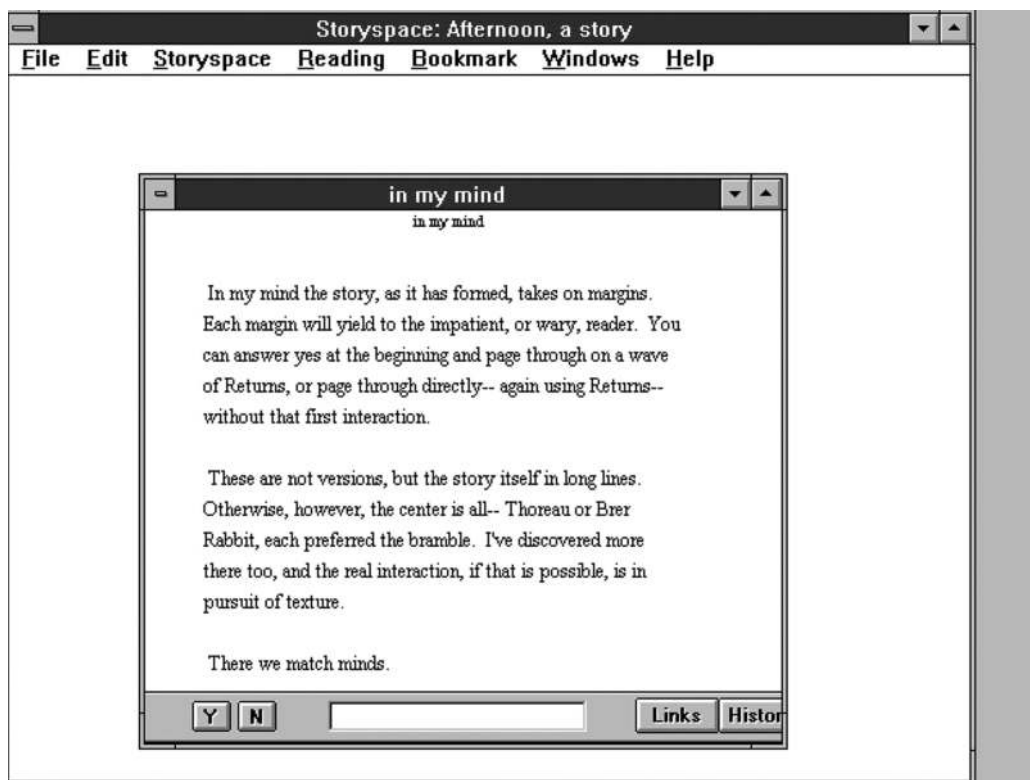 Storyspace: Afternoon, a story
File Edit Storyspace Reading Bookmark Windows Help
in my mind
in my mind
In my mind the story, as it has formed, takes on margins.
Each margin will yield to the impatient, or wary, reader. You
can answer yes at the beginning and page through on a wave
of Returns, or page through directly-- again using Returns--
without that first interaction.
These are not versions, but the story itself in long lines.
Otherwise, however, the center is all-- Thoreau or Brer
Rabbit, each preferred the bramble. I've discovered more
there too, and the real interaction, if that is possible, is in
pursuit of texture.
There we match minds.
Y N Links Histor